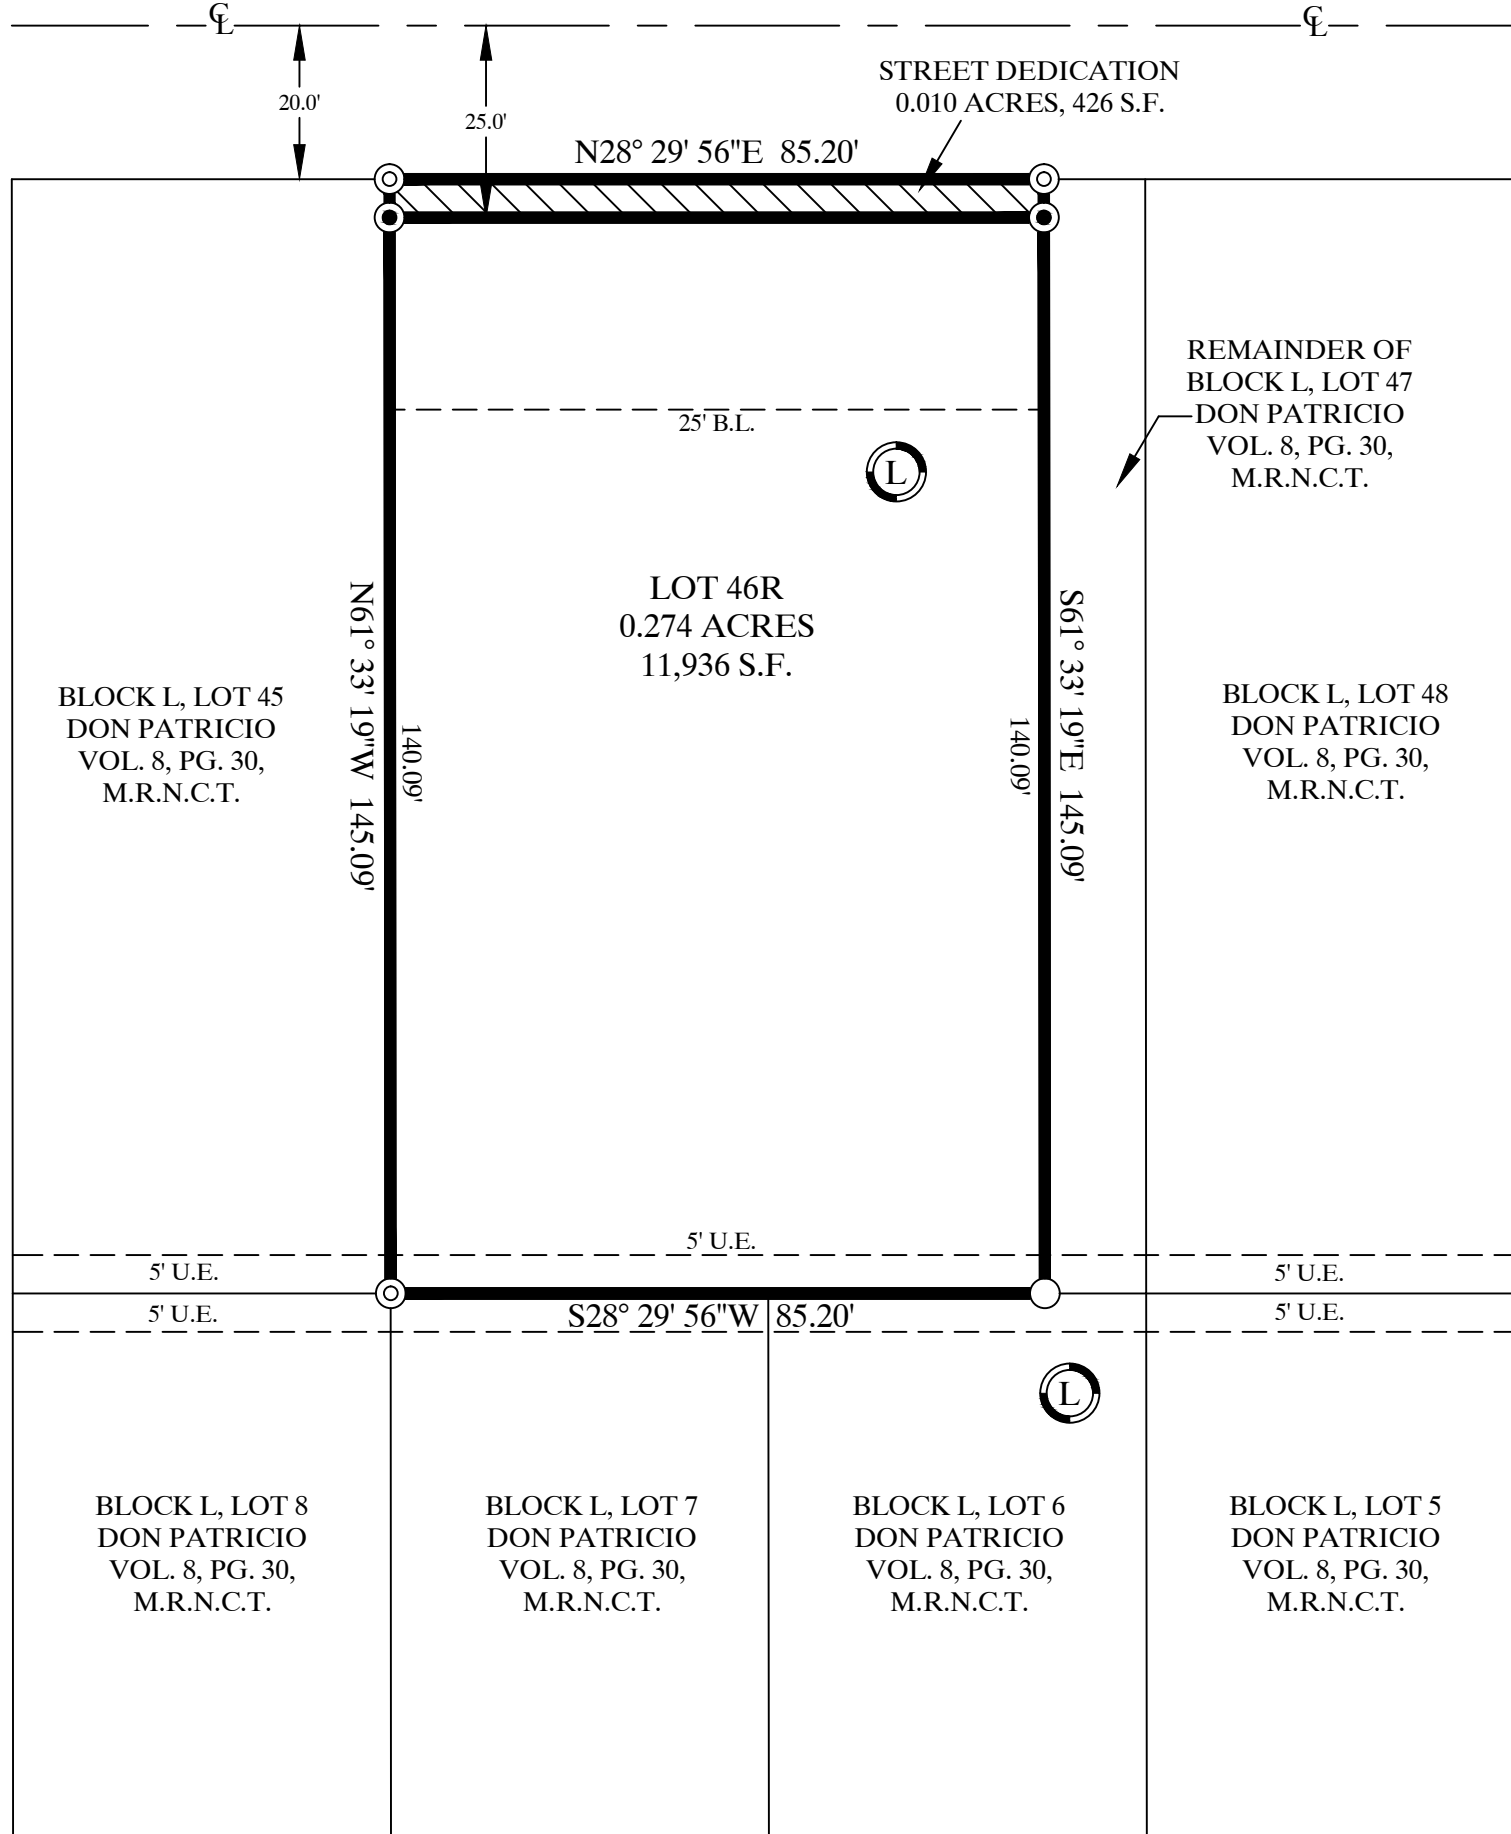 ℄
℄
20.0'
25.0'
STREET DEDICATION
0.010 ACRES, 426 S.F.
N28° 29' 56"E 85.20'
REMAINDER OF
BLOCK L, LOT 47
DON PATRICIO
VOL. 8, PG. 30,
M.R.N.C.T.
25' B.L.
L
LOT 46R
0.274 ACRES
11,936 S.F.
N61° 33' 19"W 145.09'
140.09'
140.09'
S61° 33' 19"E 145.09'
BLOCK L, LOT 45
DON PATRICIO
VOL. 8, PG. 30,
M.R.N.C.T.
BLOCK L, LOT 48
DON PATRICIO
VOL. 8, PG. 30,
M.R.N.C.T.
5' U.E.
5' U.E.
5' U.E.
5' U.E.
5' U.E.
S28° 29' 56"W 85.20'
L
BLOCK L, LOT 8
DON PATRICIO
VOL. 8, PG. 30,
M.R.N.C.T.
BLOCK L, LOT 7
DON PATRICIO
VOL. 8, PG. 30,
M.R.N.C.T.
BLOCK L, LOT 6
DON PATRICIO
VOL. 8, PG. 30,
M.R.N.C.T.
BLOCK L, LOT 5
DON PATRICIO
VOL. 8, PG. 30,
M.R.N.C.T.